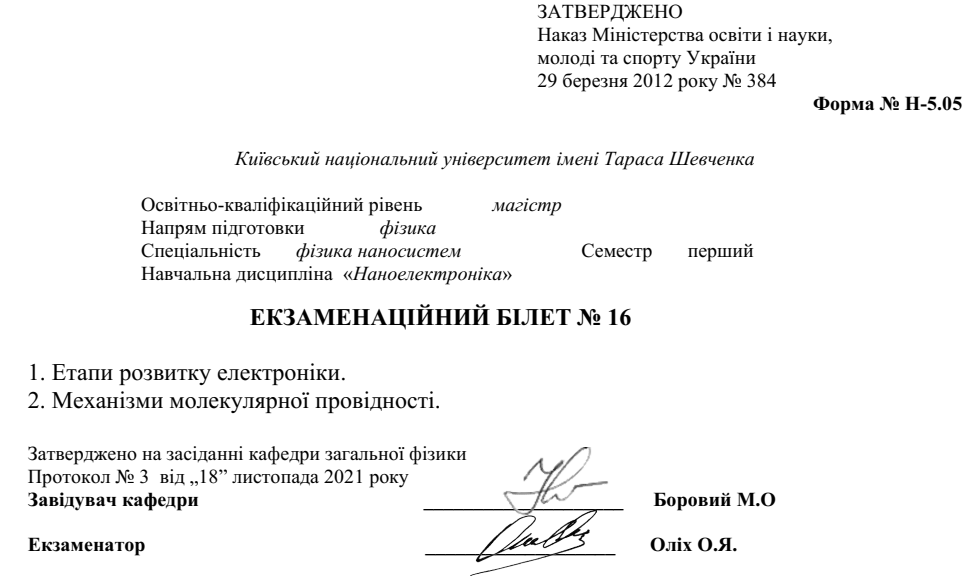 ЗАТВЕРДЖЕНО
Наказ Міністерства освіти і науки,
молоді та спорту України
29 березня 2012 року № 384
Форма № Н-5.05
Київський національний університет імені Тараса Шевченка
Освітньо-кваліфікаційний рівень магістр
Напрям підготовки фізика
Спеціальність фізика наносистем Семестр перший
Навчальна дисципліна «Наноелектроніка»
ЕКЗАМЕНАЦІЙНИЙ БІЛЕТ № 16
1. Етапи розвитку електроніки.
2. Механізми молекулярної провідності.
Затверджено на засіданні кафедри загальної фізики
Протокол № 3 від „18” листопада 2021 року
Завідувач кафедри Боровий М.О
Екзаменатор Оліх О.Я.